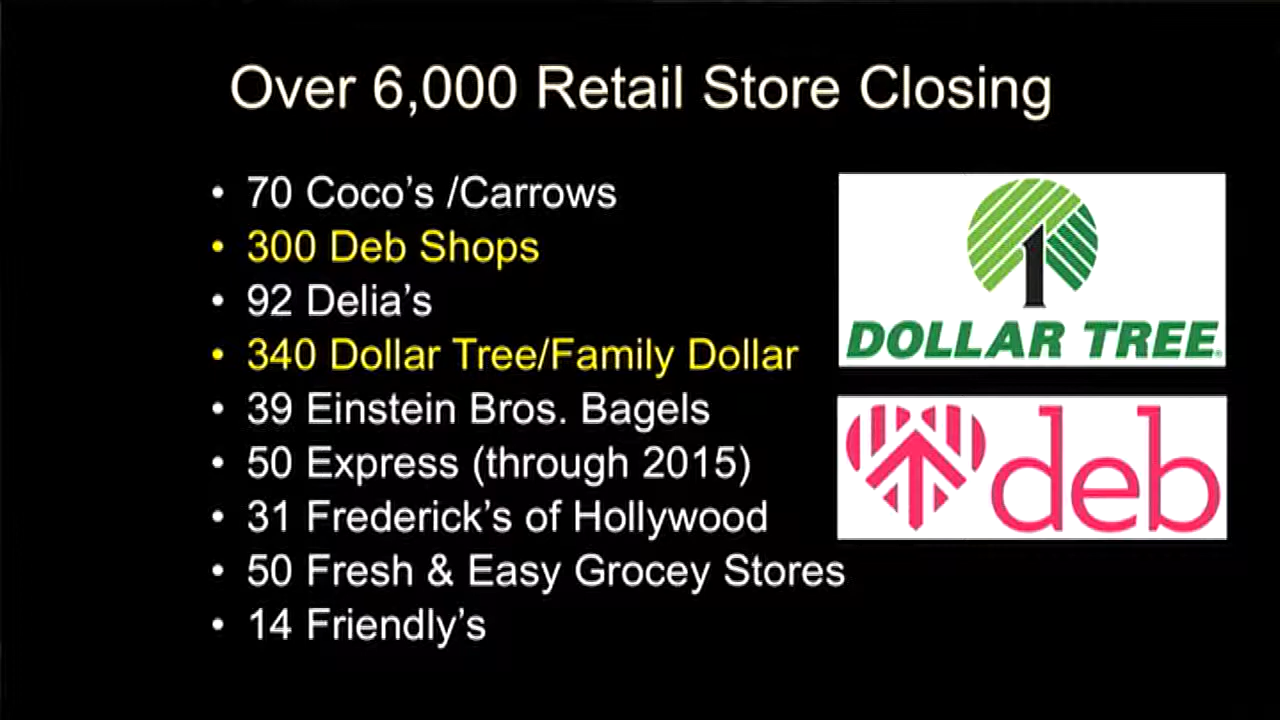 Over 6,000 Retail Store Closing
• 70 Coco's /Carrows
• 300 Deb Shops
• 92 Delia's
• 340 Dollar Tree/Family Dollar
• 39 Einstein Bros. Bagels
• 50 Express (through 2015)
• 31 Frederick's of Hollywood
• 50 Fresh & Easy Grocey Stores
• 14 Friendly's
1
DOLLAR TREE
deb